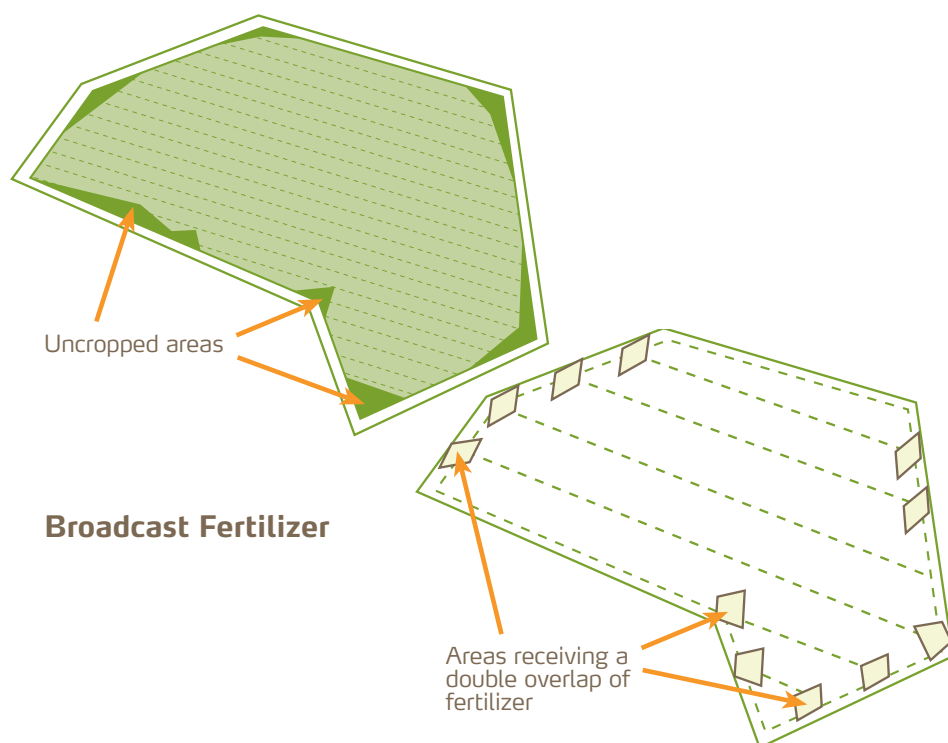 Uncropped areas
Broadcast Fertilizer
Areas receiving a
double overlap of
fertilizer